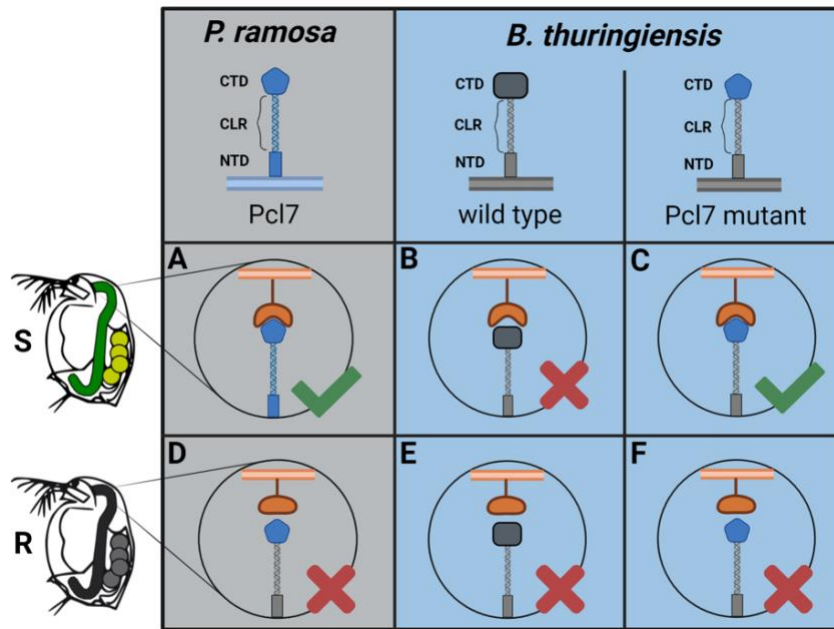 P. ramosa
B. thuringiensis
CTD
CLR
NTD
Pcl7
CTD
CLR
NTD
wild type
CTD
CLR
NTD
Pcl7 mutant
S
A
B
C
R
D
E
F